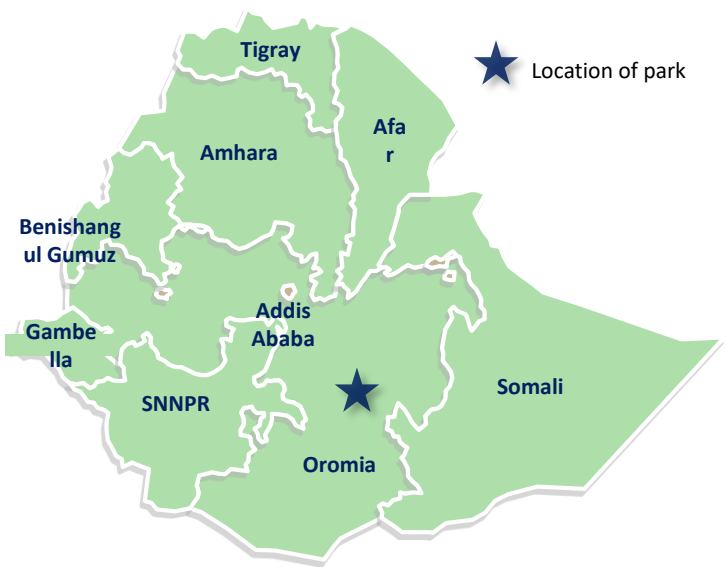 Tigray
Location of park
Afa
r
Amhara
Benishang
ul Gumuz
Addis
Ababa
Gambe
lla
Somali
SNNPR
Oromia